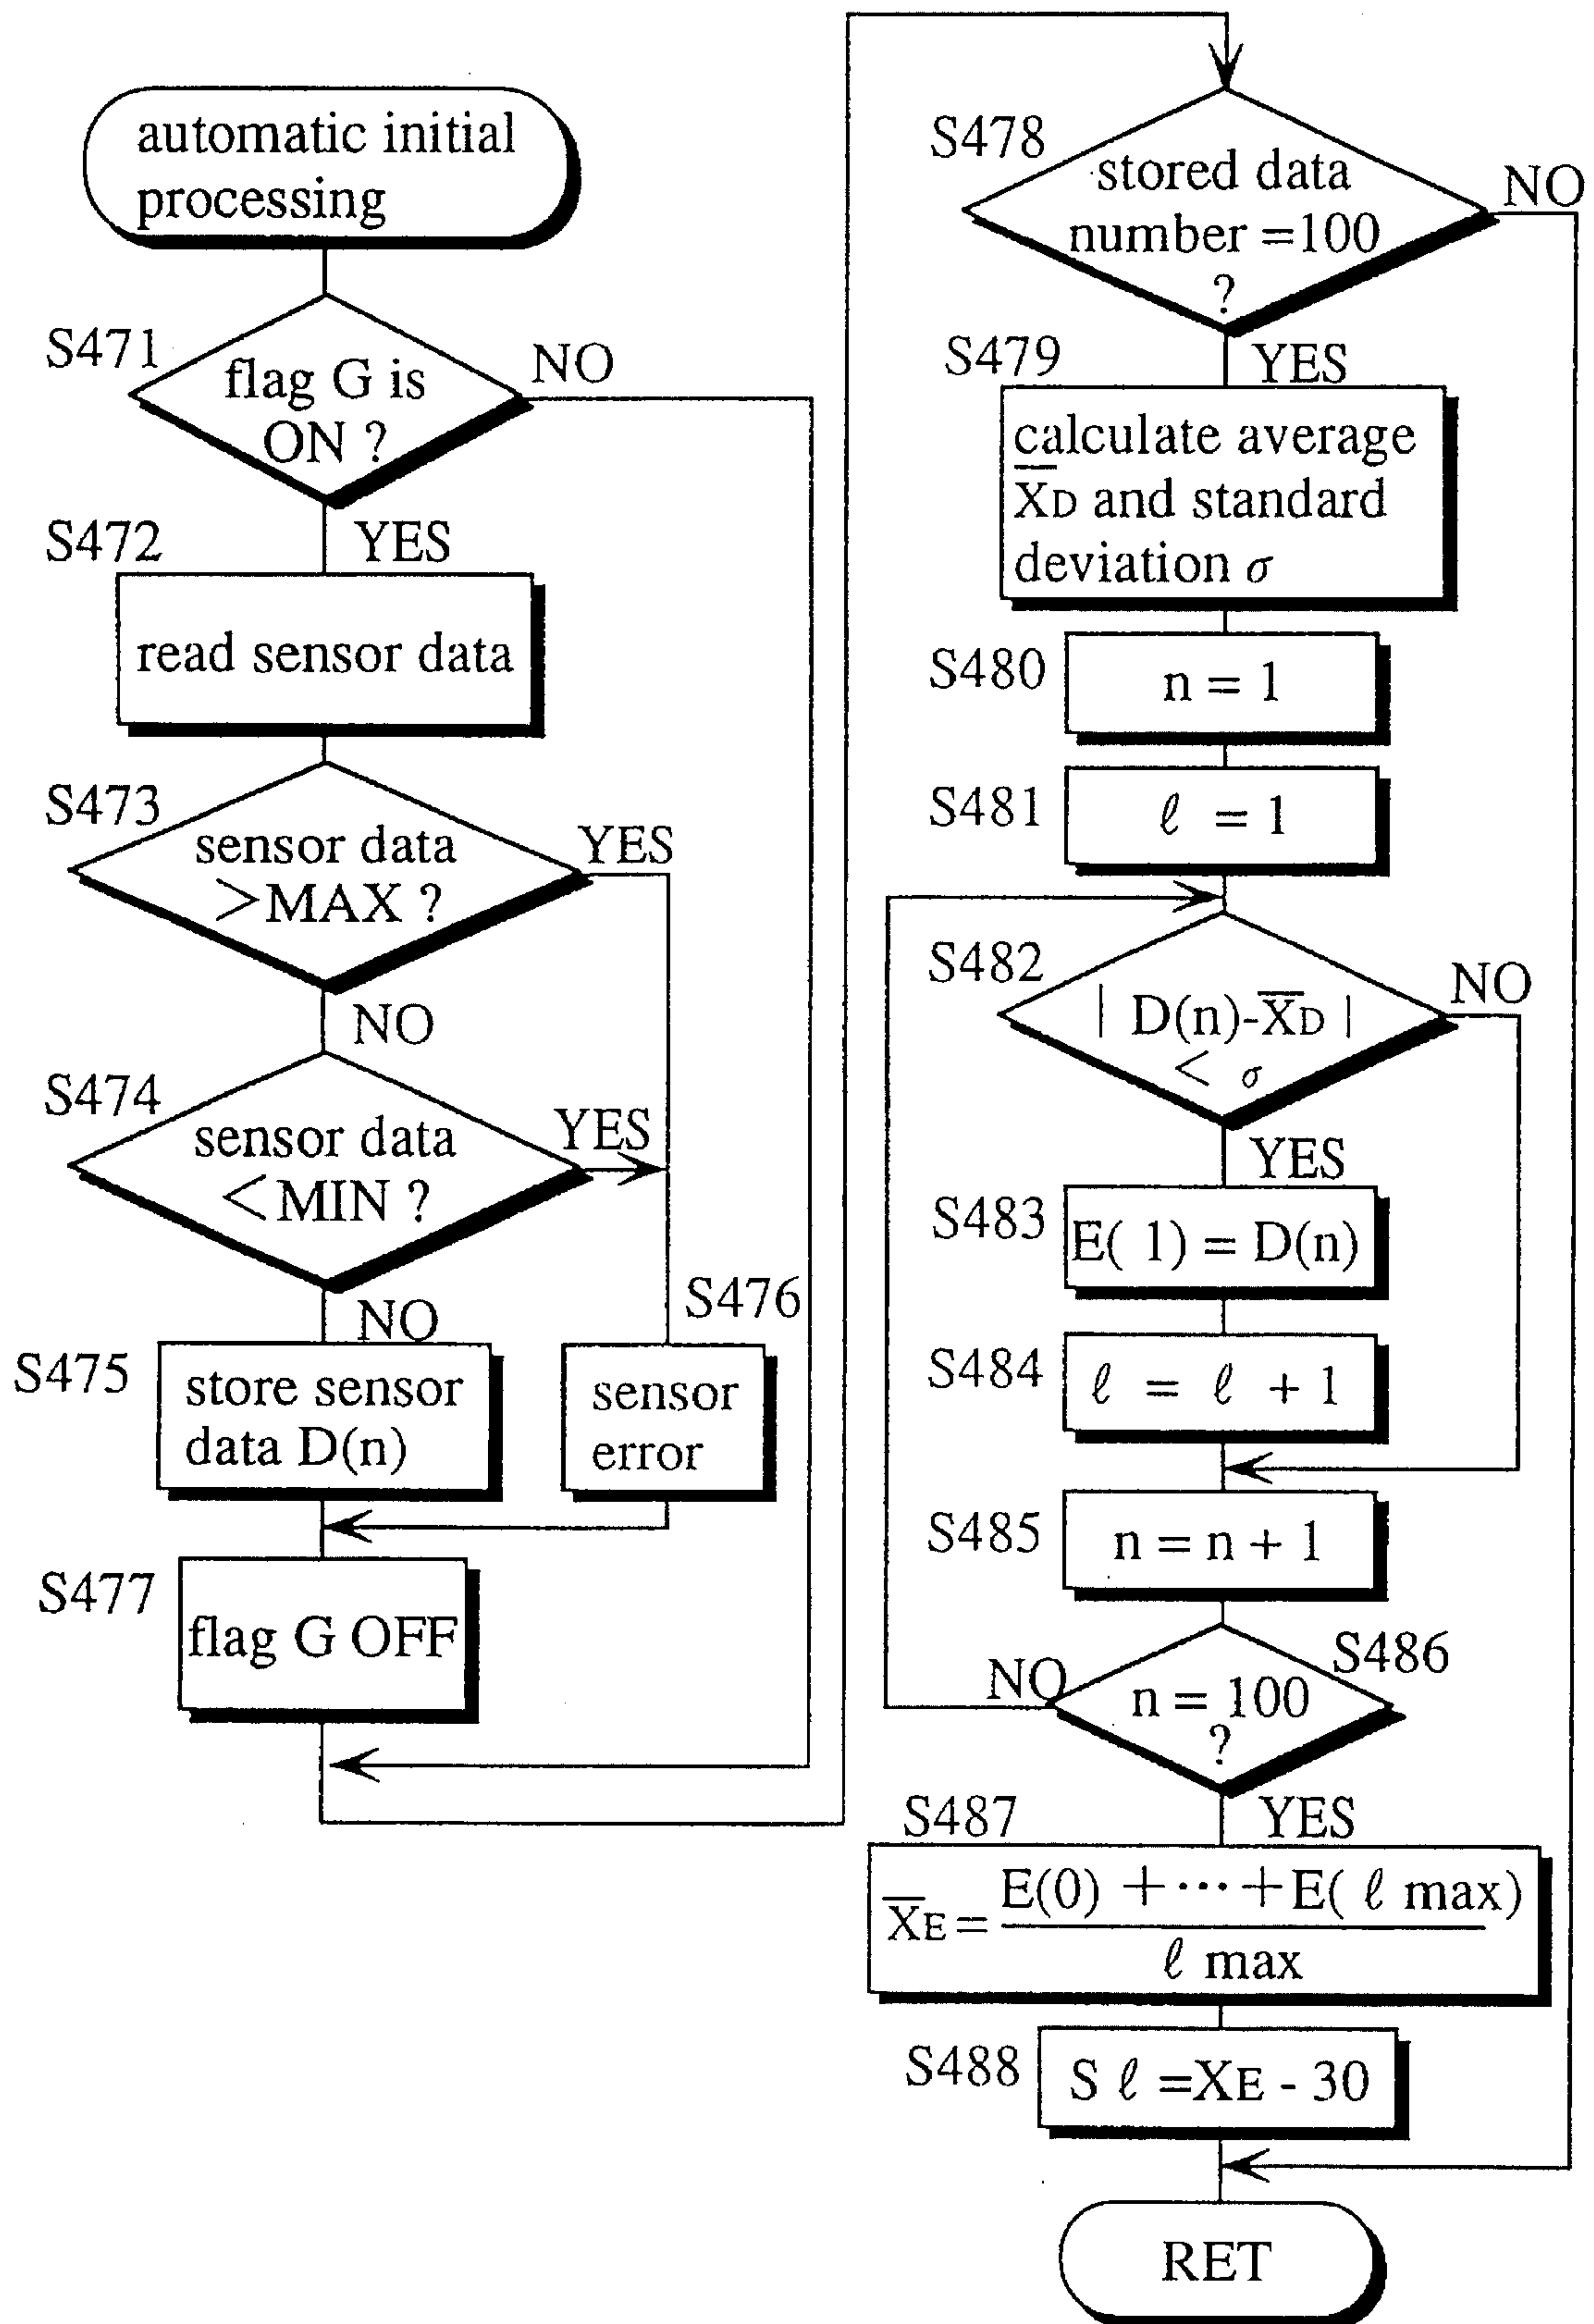 automatic initial
processing
S471
flag G is
ON ?
NO
YES
S472
read sensor data
S473
sensor data
>MAX ?
YES
NO
S474
sensor data
<MIN ?
YES
NO
S475
store sensor
data D(n)
S476
sensor
error
S477
flag G OFF
S478
stored data
number =100
?
NO
YES
S479
calculate average
X̅D and standard
deviation σ
S480
n = 1
S481
ℓ = 1
S482
| D(n)-X̅D |
< σ
NO
YES
S483
E( 1) = D(n)
S484
ℓ = ℓ + 1
S485
n = n + 1
S486
n = 100
?
NO
YES
S487
X̅E = E(0) +⋯+E( ℓ max)
ℓ max
S488
S ℓ =XE - 30
RET